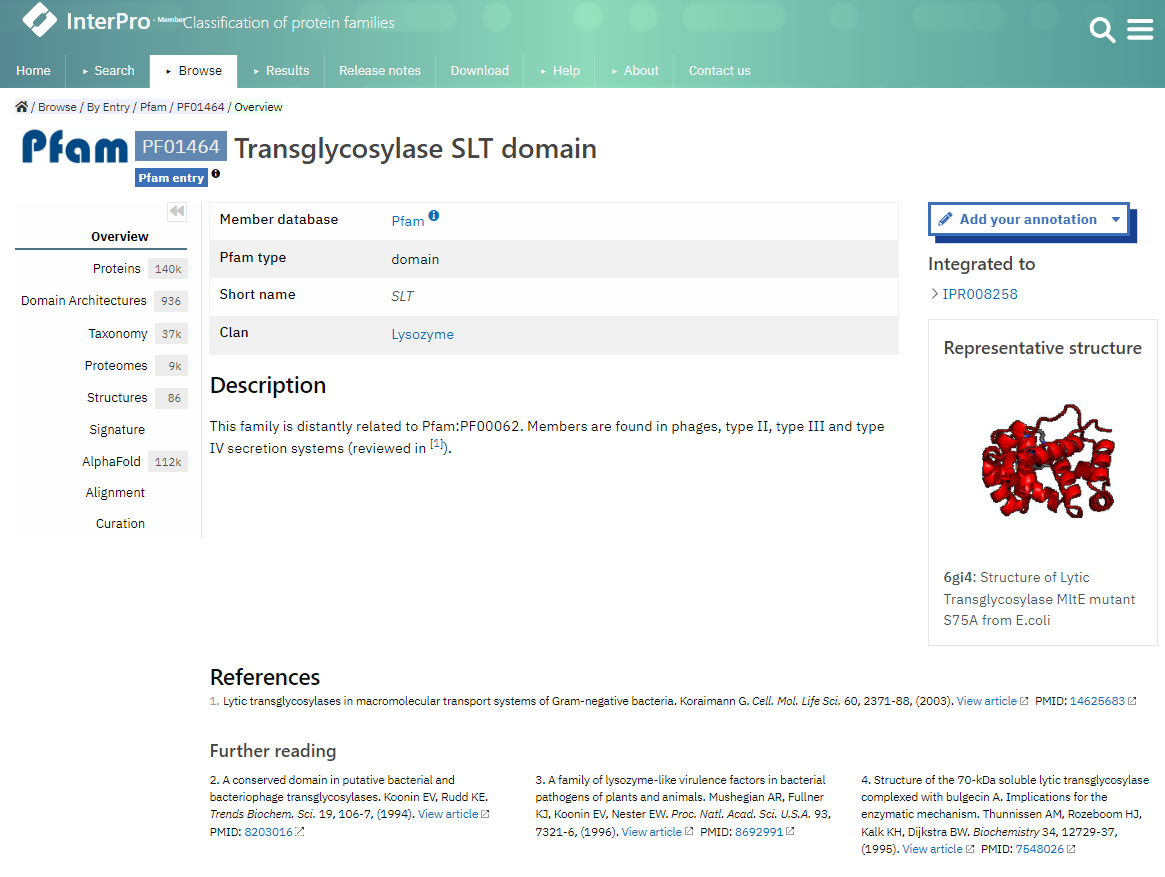 InterPro - Member Classification of protein families
Home ▸ Search ▸ Browse ▸ Results Release notes Download ▸ Help ▸ About Contact us
/ Browse / By Entry / Pfam / PF01464 / Overview
Pfam PF01464 Transglycosylase SLT domain
Pfam entry
Overview
Proteins 140k
Domain Architectures 936
Taxonomy 37k
Proteomes 9k
Structures 86
Signature
AlphaFold 112k
Alignment
Curation
Member database Pfam
Pfam type domain
Short name SLT
Clan Lysozyme
Description
This family is distantly related to Pfam:PF00062. Members are found in phages, type II, type III and type
IV secretion systems (reviewed in [1]).
Add your annotation
Integrated to
IPR008258
Representative structure
6gi4: Structure of Lytic
Transglycosylase MltE mutant
S75A from E.coli
References
1. Lytic transglycosylases in macromolecular transport systems of Gram-negative bacteria. Koraimann G. Cell. Mol. Life Sci. 60, 2371-88, (2003). View article PMID: 14625683
Further reading
2. A conserved domain in putative bacterial and
bacteriophage transglycosylases. Koonin EV, Rudd KE.
Trends Biochem. Sci. 19, 106-7, (1994). View article
PMID: 8203016
3. A family of lysozyme-like virulence factors in bacterial
pathogens of plants and animals. Mushegian AR, Fullner
KJ, Koonin EV, Nester EW. Proc. Natl. Acad. Sci. U.S.A. 93,
7321-6, (1996). View article PMID: 8692991
4. Structure of the 70-kDa soluble lytic transglycosylase
complexed with bulgecin A. Implications for the
enzymatic mechanism. Thunnissen AM, Rozeboom HJ,
Kalk KH, Dijkstra BW. Biochemistry 34, 12729-37,
(1995). View article PMID: 7548026